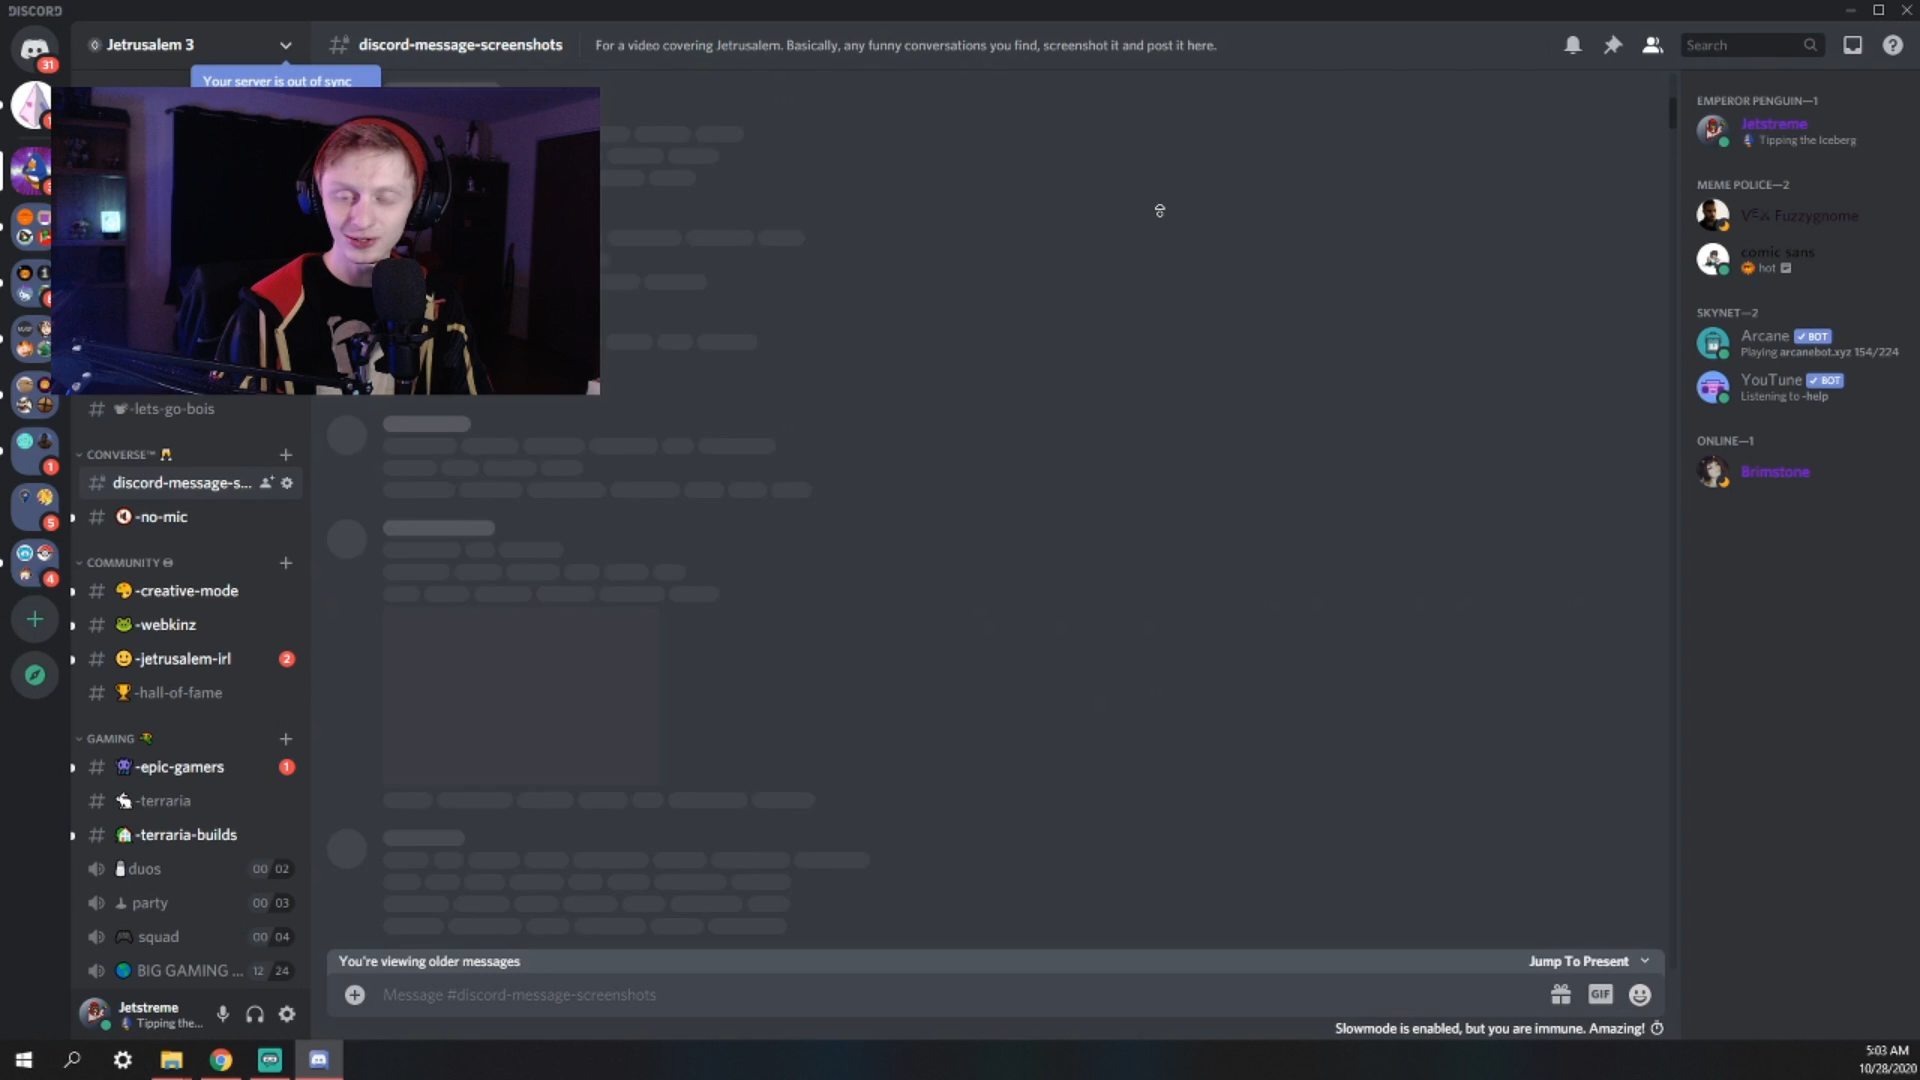 DISCORD
Jetrusalem 3
discord-message-screenshots
For a video covering Jetrusalem. Basically, any funny conversations you find, screenshot it and post it here.
Search
31
Your server is out of sync
EMPEROR PENGUIN—1
Jetstreme
Tipping the Iceberg
MEME POLICE—2
Fuzzygnome
comic sans
hot
SKYNET—2
Arcane BOT
Playing arcanebot.xyz 154/224
YouTune BOT
Listening to -help
ONLINE—1
Brimstone
-lets-go-bois
CONVERSE™
discord-message-s...
1
-no-mic
5
COMMUNITY
4
-creative-mode
-webkinz
-jetrusalem-irl 2
-hall-of-fame
GAMING
-epic-gamers 1
-terraria
-terraria-builds
duos 00 02
party 00 03
squad 00 04
BIG GAMING ... 12 24
You're viewing older messages
Jump To Present
Message #discord-message-screenshots
GIF
Slowmode is enabled, but you are immune. Amazing!
Jetstreme
Tipping the...
5:03 AM
10/28/2020